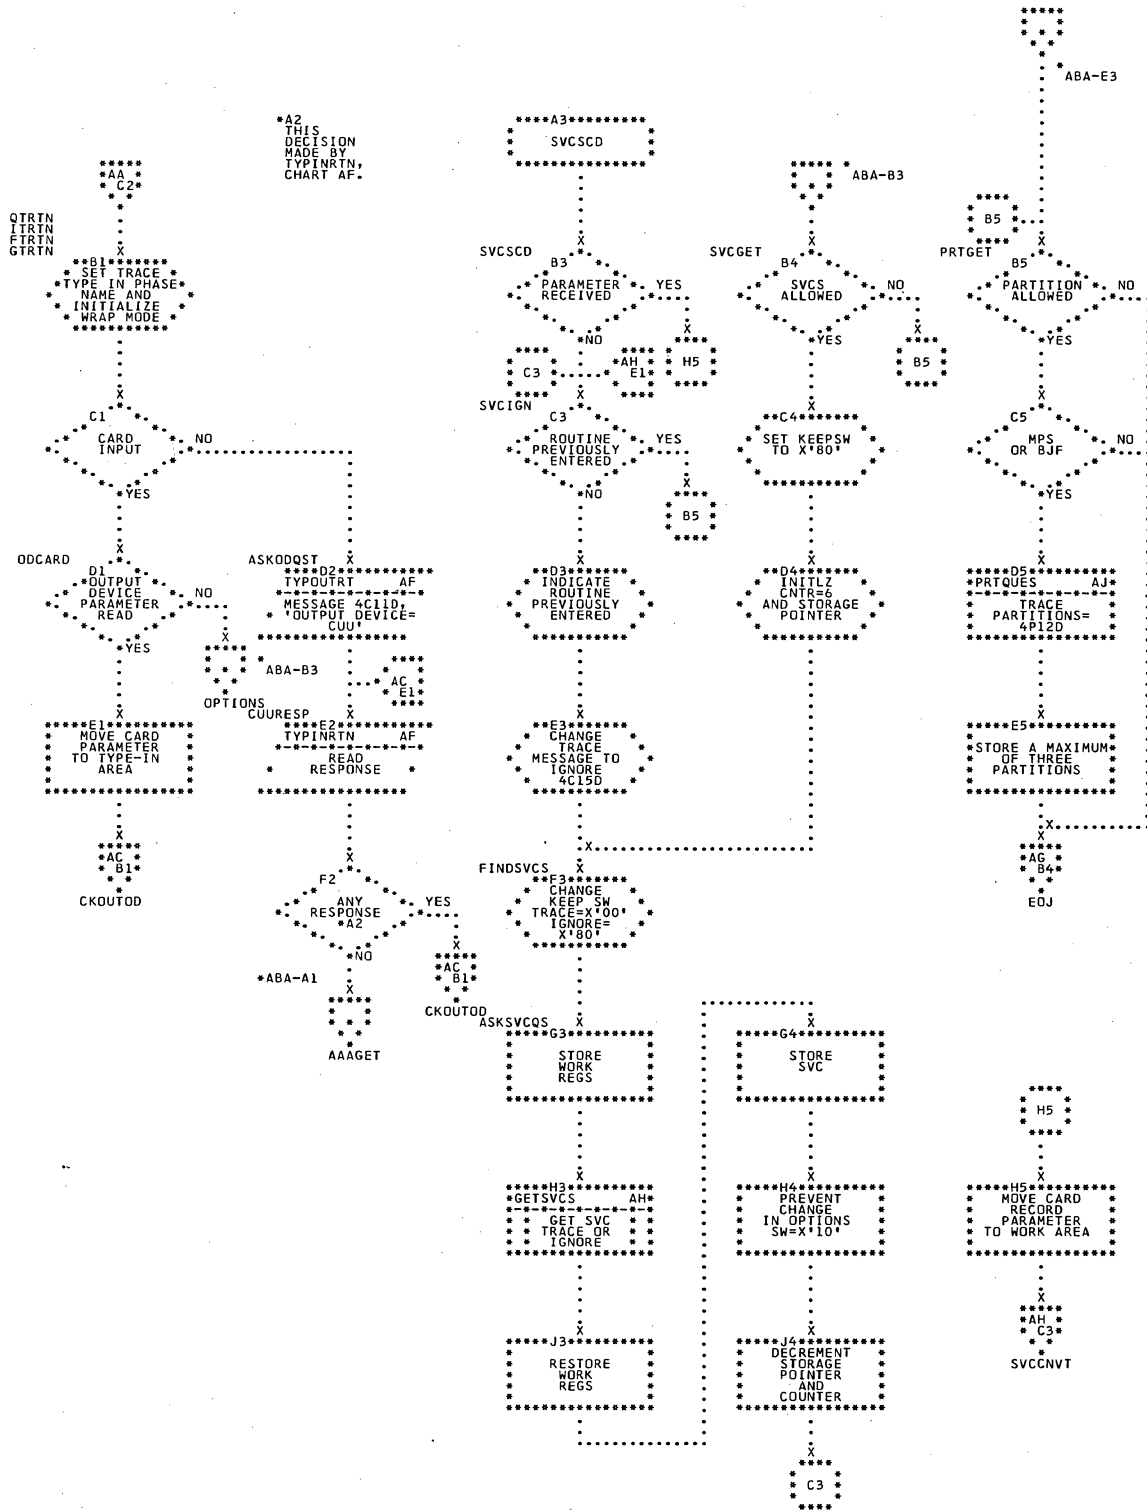 ABA-E3
*A2
THIS
DECISION
MADE BY
TYPINRTN,
CHART AF.
A3
SVCSCD
AA
C2
ABA-B3
B5
QTRTN
ITRTN
FTRTN
GTRTN
B1
SET TRACE
TYPE IN PHASE
NAME AND
INITIALIZE
WRAP MODE
SVCSCD
B3
PARAMETER
RECEIVED
YES
NO
H5
SVCGET
B4
SVCS
ALLOWED
NO
YES
B5
PRTGET
B5
PARTITION
ALLOWED
NO
YES
C3
AH
E1
C1
CARD
INPUT
NO
YES
SVCIGN
C3
ROUTINE
PREVIOUSLY
ENTERED
YES
NO
B5
C4
SET KEEPSW
TO X'80'
C5
MPS
OR BJF
NO
YES
ODCARD
D1
OUTPUT
DEVICE
PARAMETER
READ
NO
YES
ABA-B3
OPTIONS
ASKODQST
D2
TYPOUTRT AF
MESSAGE 4C11D,
'OUTPUT DEVICE=
CUU'
D3
INDICATE
ROUTINE
PREVIOUSLY
ENTERED
D4
INITLZ
CNTR=6
AND STORAGE
POINTER
D5
PRTQUES AJ
TRACE
PARTITIONS=
4P12D
AC
E1
E1
MOVE CARD
PARAMETER
TO TYPE-IN
AREA
CUURESP
E2
TYPINRTN AF
READ
RESPONSE
E3
CHANGE
TRACE
MESSAGE TO
IGNORE
4C15D
E5
STORE A MAXIMUM
OF THREE
PARTITIONS
AC
B1
CKOUTOD
F2
ANY
RESPONSE
*A2
YES
NO
AC
B1
CKOUTOD
FINDSVCS
F3
CHANGE
KEEP SW
TRACE=X'00'
IGNORE=
X'80'
AG
B4
EOJ
*ABA-A1
AAAGET
ASKSVCQS
G3
STORE
WORK
REGS
G4
STORE
SVC
H5
H3
GETSVCS AH
GET SVC
TRACE OR
IGNORE
H4
PREVENT
CHANGE
IN OPTIONS
SW=X'10'
H5
MOVE CARD
RECORD
PARAMETER
TO WORK AREA
J3
RESTORE
WORK
REGS
J4
DECREMENT
STORAGE
POINTER
AND
COUNTER
AH
C3
SVCCNVT
C3